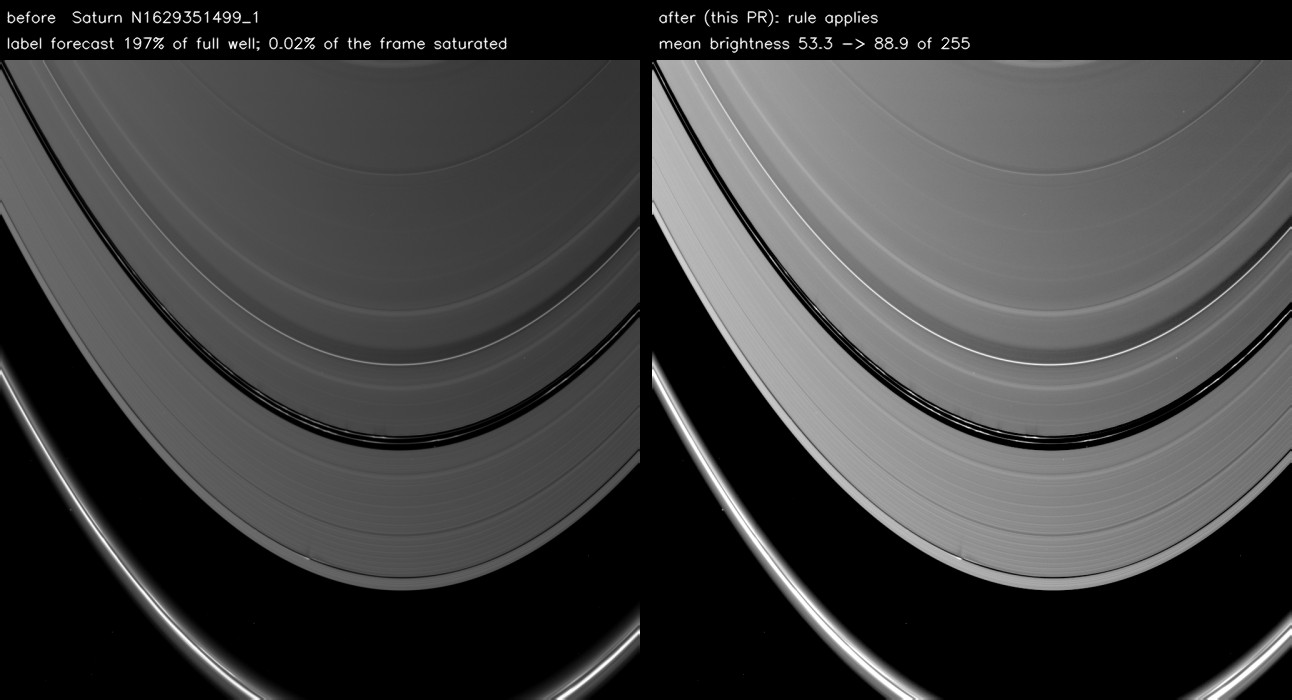 before  Saturn N1629351499_1
label forecast 197% of full well; 0.02% of the frame saturated
after (this PR): rule applies
mean brightness 53.3 -> 88.9 of 255